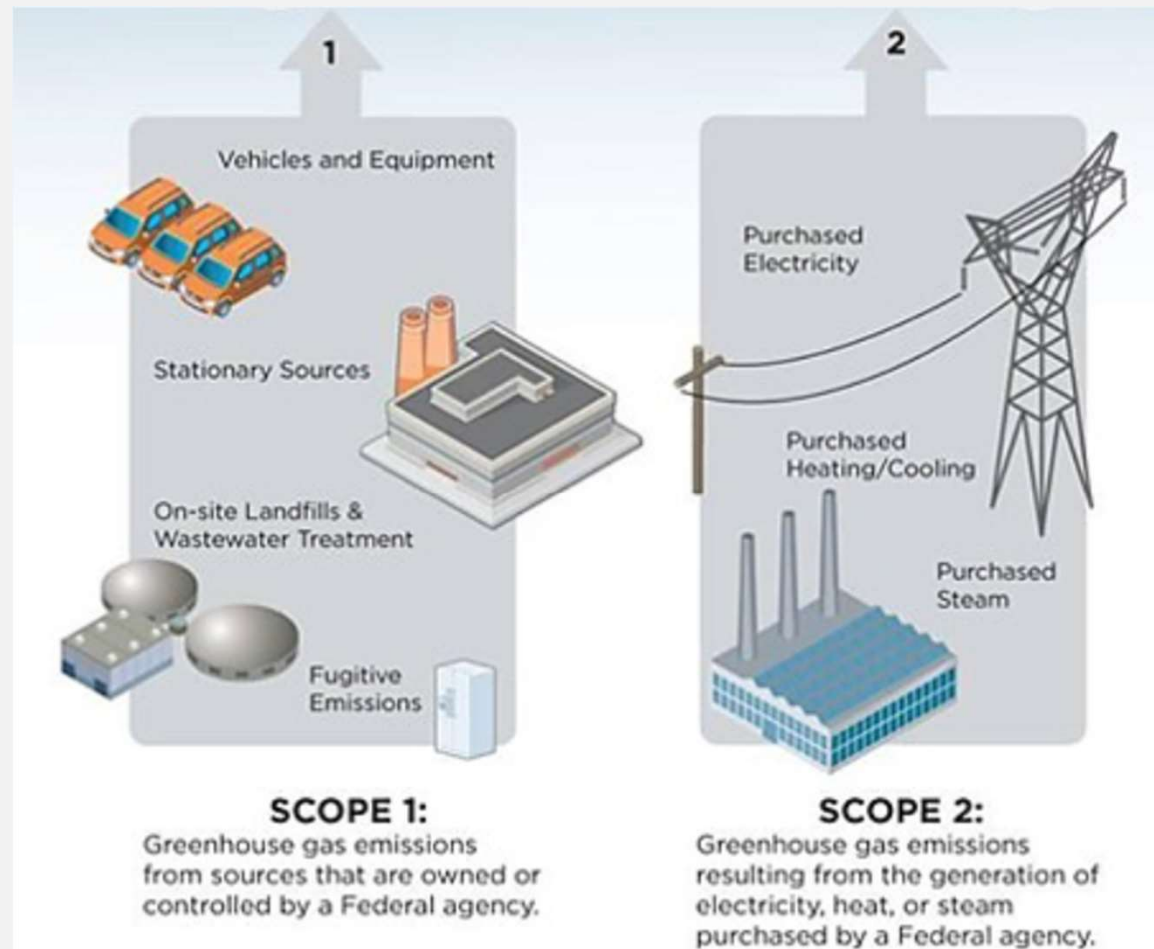 1
Vehicles and Equipment
Stationary Sources
On-site Landfills &
Wastewater Treatment
Fugitive
Emissions
SCOPE 1:
Greenhouse gas emissions
from sources that are owned or
controlled by a Federal agency.
2
Purchased
Electricity
Purchased
Heating/Cooling
Purchased
Steam
SCOPE 2:
Greenhouse gas emissions
resulting from the generation of
electricity, heat, or steam
purchased by a Federal agency.